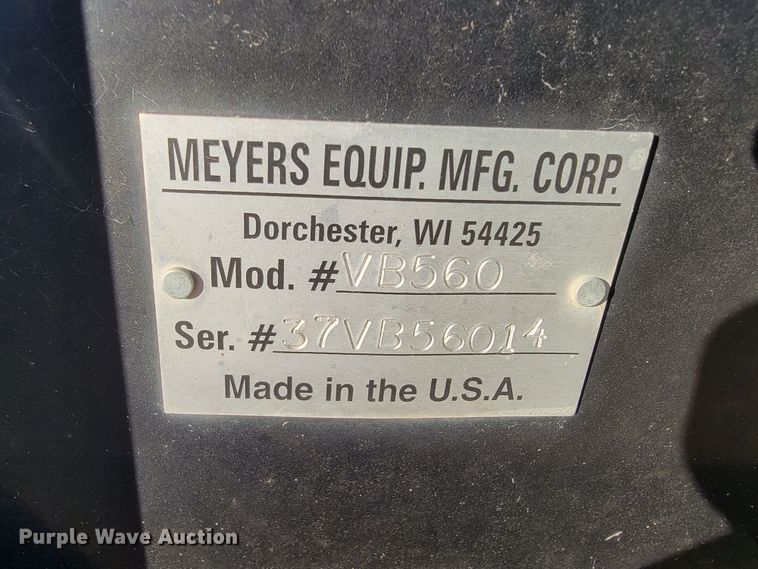 MEYERS EQUIP. MFG. CORP.
Dorchester, WI 54425
Mod. #VB560
Ser. #37VB56014
Made in the U.S.A.
Purple Wave Auction